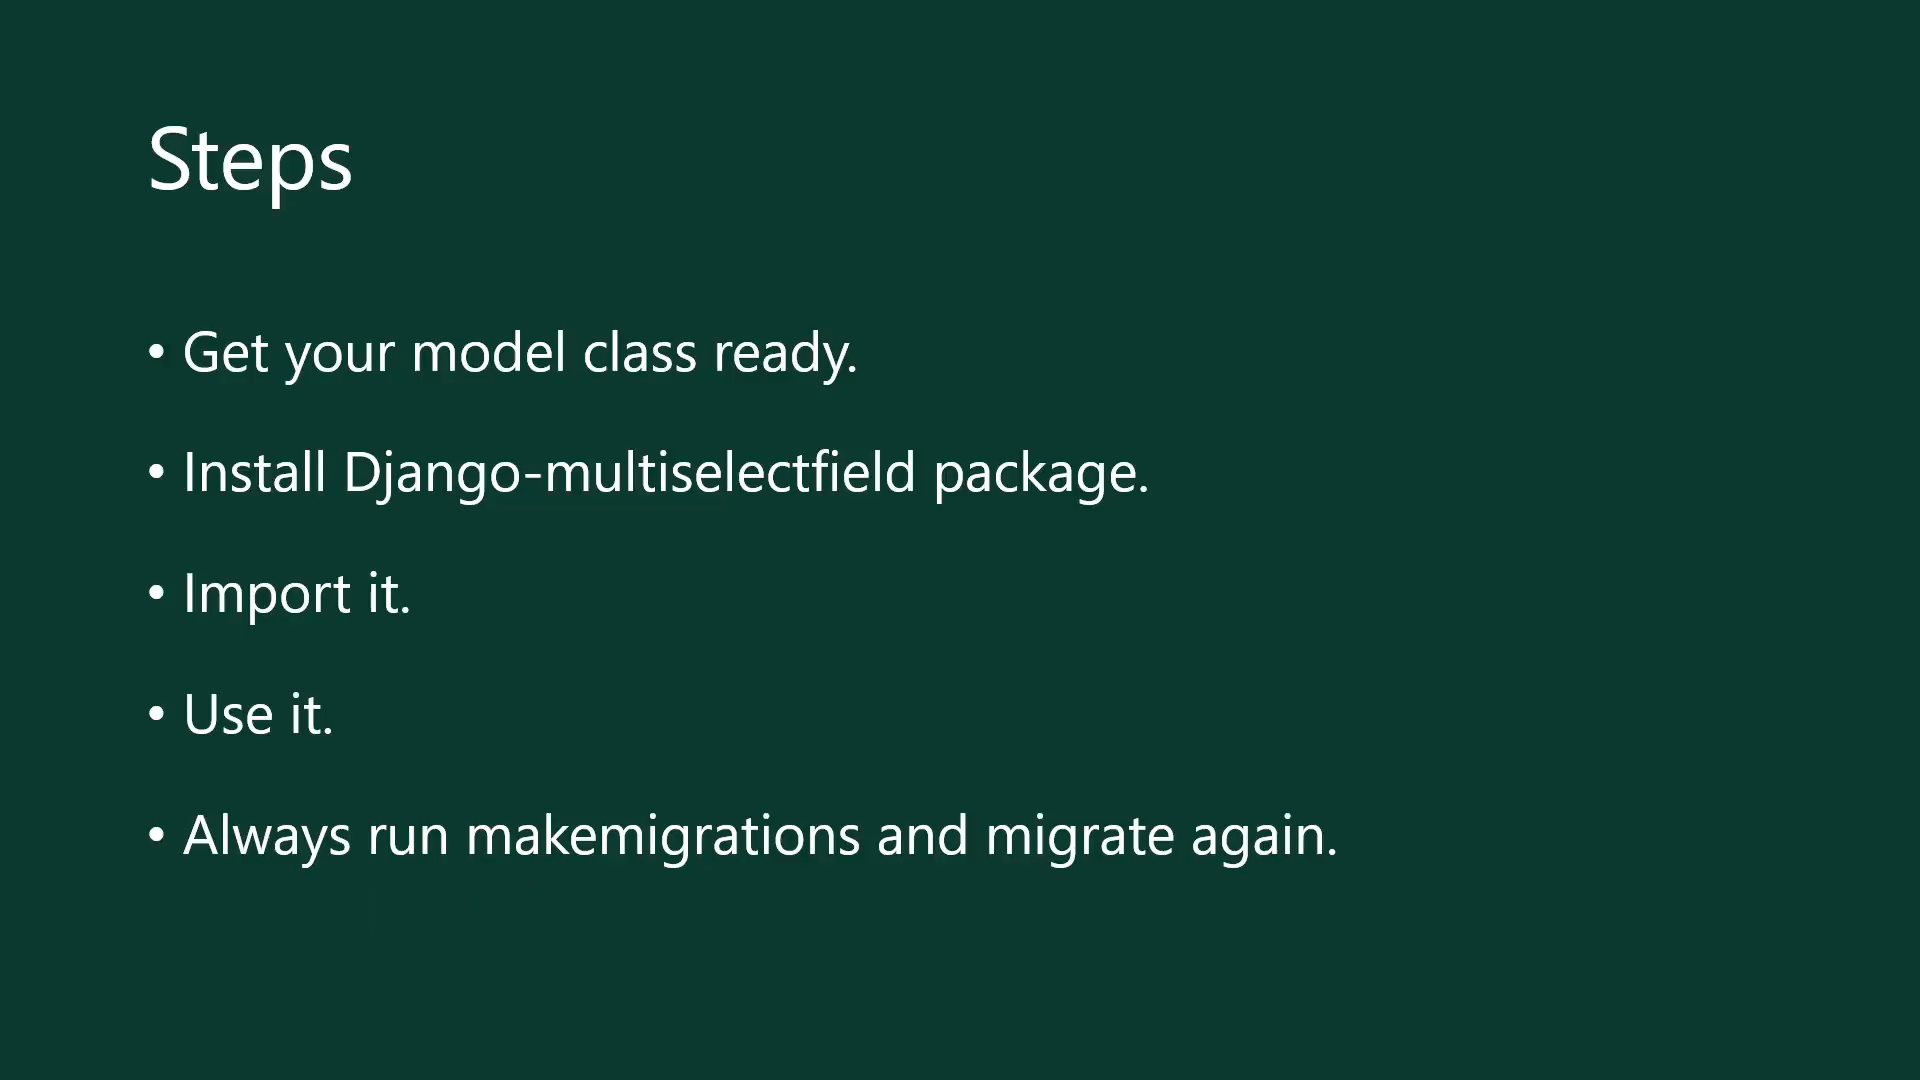 Steps
• Get your model class ready.
• Install Django-multiselectfield package.
• Import it.
• Use it.
• Always run makemigrations and migrate again.